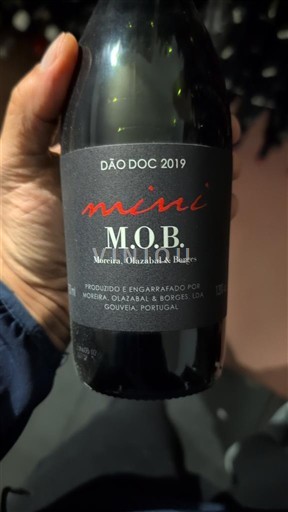 DÃO DOC 2019
mini
M.O.B.
Moreira, Olazabal & Borges
PRODUZIDO E ENGARRAFADO POR
MOREIRA, OLAZABAL & BORGES, LDA
GOUVEIA, PORTUGAL